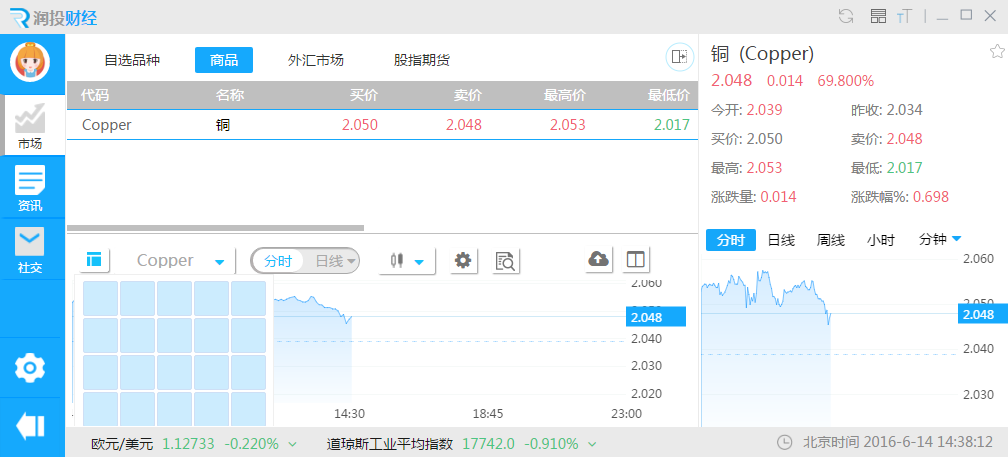 润投财经
自选品种 商品 外汇市场 股指期货
代码 名称 买价 卖价 最高价 最低价
Copper 铜 2.050 2.048 2.053 2.017
市场
资讯
社交
铜 (Copper)
2.048 0.014 69.800%
今开: 2.039 昨收: 2.034
买价: 2.050 卖价: 2.048
最高: 2.053 最低: 2.017
涨跌量: 0.014 涨跌幅%: 0.698
分时 日线 周线 小时 分钟
2.060
2.048
2.040
2.030
Copper 分时 日线
2.060
2.048
2.040
2.030
2.020
14:30 18:45 23:00
欧元/美元 1.12733 -0.220% 道琼斯工业平均指数 17742.0 -0.910% 北京时间 2016-6-14 14:38:12